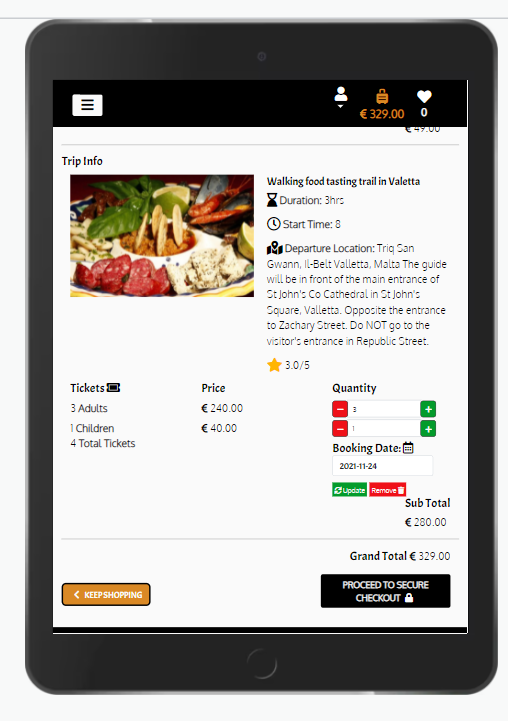 € 329.00
0
€ 49.00
Trip Info
Walking food tasting trail in Valetta
Duration: 3hrs
Start Time: 8
Departure Location: Triq San
Gwann, Il-Belt Valletta, Malta The guide
will be in front of the main entrance of
St John's Co Cathedral in St John's
Square, Valletta. Opposite the entrance
to Zachary Street. Do NOT go to the
visitor's entrance in Republic Street.
3.0/5
Tickets Price Quantity
3 Adults € 240.00 3
1 Children € 40.00 1
4 Total Tickets
Booking Date:
2021-11-24
Update Remove
Sub Total
€ 280.00
Grand Total € 329.00
KEEP SHOPPING
PROCEED TO SECURE
CHECKOUT